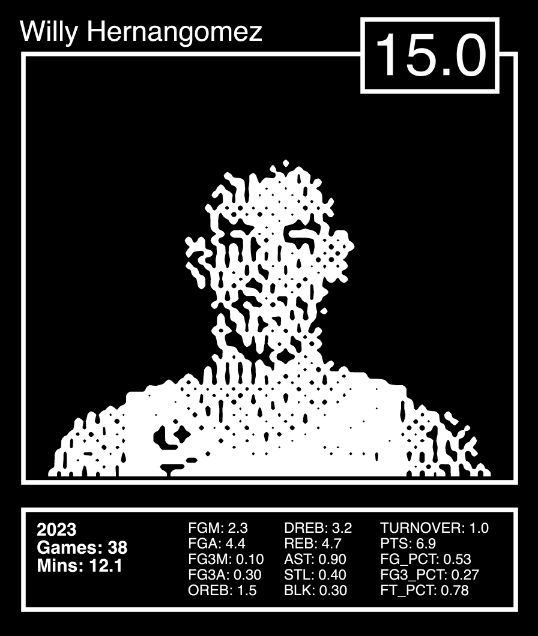 Willy Hernangomez
15.0
2023
Games: 38
Mins: 12.1
FGM: 2.3
FGA: 4.4
FG3M: 0.10
FG3A: 0.30
OREB: 1.5
DREB: 3.2
REB: 4.7
AST: 0.90
STL: 0.40
BLK: 0.30
TURNOVER: 1.0
PTS: 6.9
FG_PCT: 0.53
FG3_PCT: 0.27
FT_PCT: 0.78